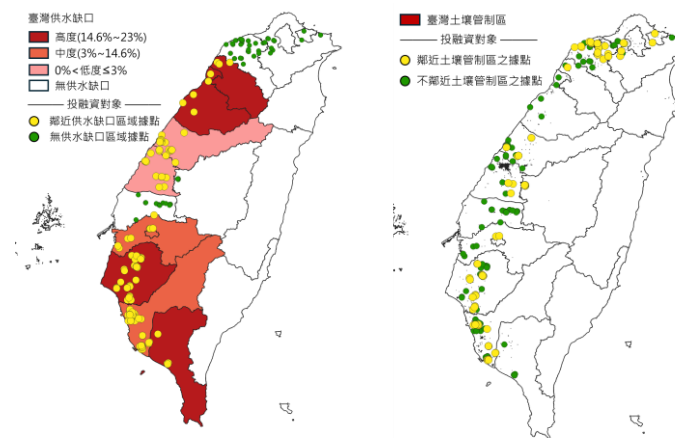 臺灣供水缺口
高度(14.6%~23%)
中度(3%~14.6%)
0%<低度≤3%
無供水缺口
投融資對象
鄰近供水缺口區域據點
無供水缺口區域據點
臺灣土壤管制區
投融資對象
鄰近土壤管制區之據點
不鄰近土壤管制區之據點